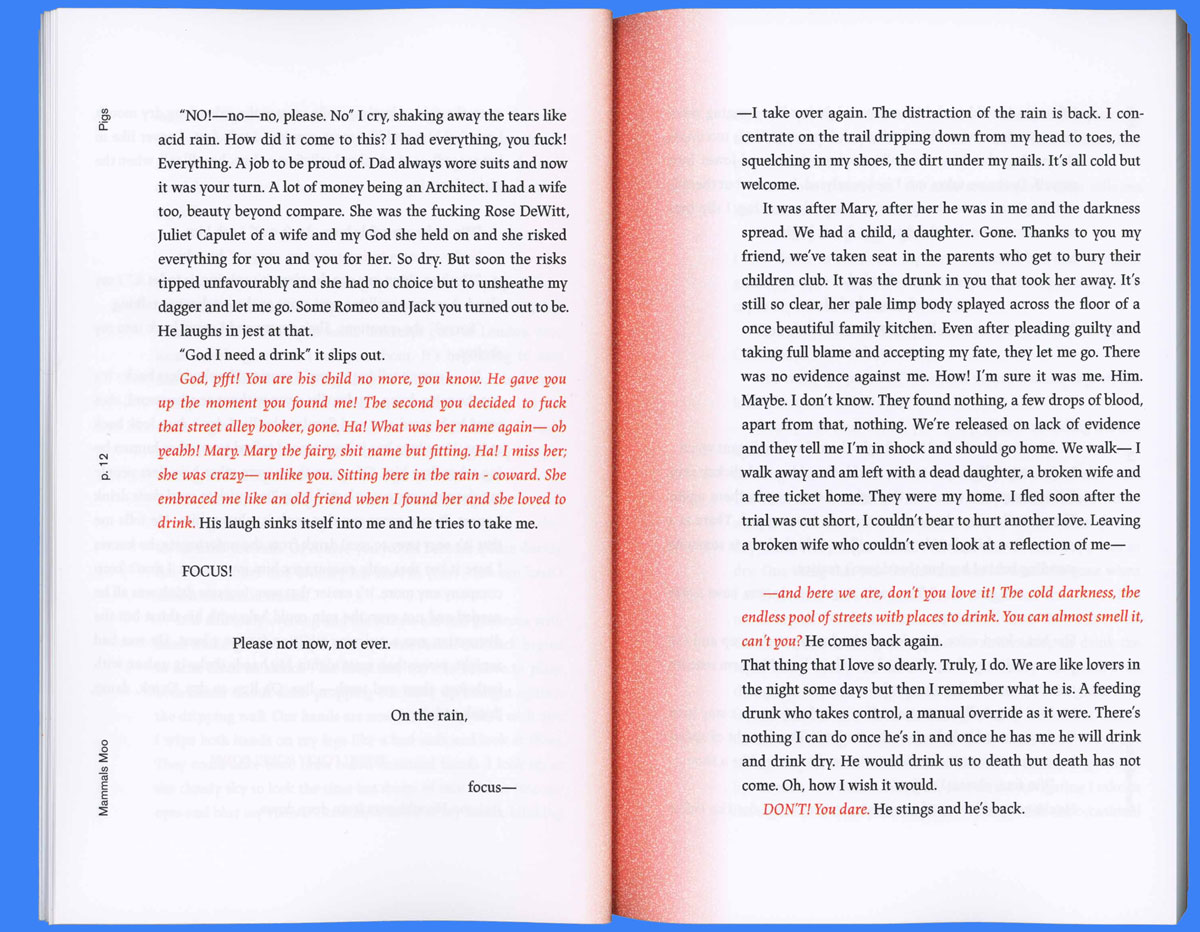 Pigs
p. 12
Mammals Moo
“NO!—no—no, please. No” I cry, shaking away the tears like
acid rain. How did it come to this? I had everything, you fuck!
Everything. A job to be proud of. Dad always wore suits and now
it was your turn. A lot of money being an Architect. I had a wife
too, beauty beyond compare. She was the fucking Rose DeWitt,
Juliet Capulet of a wife and my God she held on and she risked
everything for you and you for her. So dry. But soon the risks
tipped unfavourably and she had no choice but to unsheathe my
dagger and let me go. Some Romeo and Jack you turned out to be.
He laughs in jest at that.
“God I need a drink” it slips out.
God, pfft! You are his child no more, you know. He gave you
up the moment you found me! The second you decided to fuck
that street alley hooker, gone. Ha! What was her name again— oh
yeahh! Mary. Mary the fairy, shit name but fitting. Ha! I miss her;
she was crazy— unlike you. Sitting here in the rain - coward. She
embraced me like an old friend when I found her and she loved to
drink. His laugh sinks itself into me and he tries to take me.
FOCUS!
Please not now, not ever.
On the rain,
focus—
—I take over again. The distraction of the rain is back. I con-
centrate on the trail dripping down from my head to toes, the
squelching in my shoes, the dirt under my nails. It’s all cold but
welcome.
It was after Mary, after her he was in me and the darkness
spread. We had a child, a daughter. Gone. Thanks to you my
friend, we’ve taken seat in the parents who get to bury their
children club. It was the drunk in you that took her away. It’s
still so clear, her pale limp body splayed across the floor of a
once beautiful family kitchen. Even after pleading guilty and
taking full blame and accepting my fate, they let me go. There
was no evidence against me. How! I’m sure it was me. Him.
Maybe. I don’t know. They found nothing, a few drops of blood,
apart from that, nothing. We’re released on lack of evidence
and they tell me I’m in shock and should go home. We walk— I
walk away and am left with a dead daughter, a broken wife and
a free ticket home. They were my home. I fled soon after the
trial was cut short, I couldn’t bear to hurt another love. Leaving
a broken wife who couldn’t even look at a reflection of me—
—and here we are, don’t you love it! The cold darkness, the
endless pool of streets with places to drink. You can almost smell it,
can’t you? He comes back again.
That thing that I love so dearly. Truly, I do. We are like lovers in
the night some days but then I remember what he is. A feeding
drunk who takes control, a manual override as it were. There’s
nothing I can do once he’s in and once he has me he will drink
and drink dry. He would drink us to death but death has not
come. Oh, how I wish it would.
DON’T! You dare. He stings and he’s back.